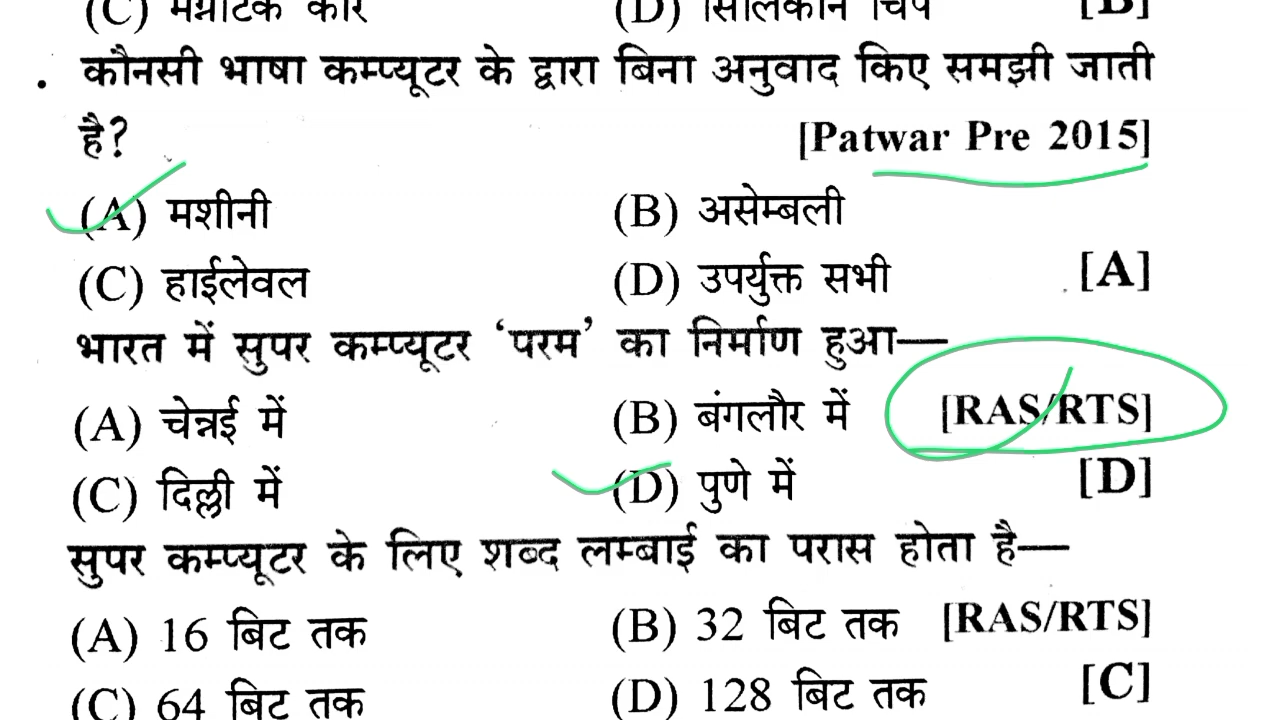 (C) मैग्नेटिक कोर (D) सिलिकॉन चिप [B]
. कौनसी भाषा कम्प्यूटर के द्वारा बिना अनुवाद किए समझी जाती
है? [Patwar Pre 2015]
(A) मशीनी (B) असेम्बली
(C) हाईलेवल (D) उपर्युक्त सभी [A]
भारत में सुपर कम्प्यूटर ‘परम’ का निर्माण हुआ—
(A) चेन्नई में (B) बंगलौर में [RAS/RTS]
(C) दिल्ली में (D) पुणे में [D]
सुपर कम्प्यूटर के लिए शब्द लम्बाई का परास होता है—
(A) 16 बिट तक (B) 32 बिट तक [RAS/RTS]
(C) 64 बिट तक (D) 128 बिट तक [C]